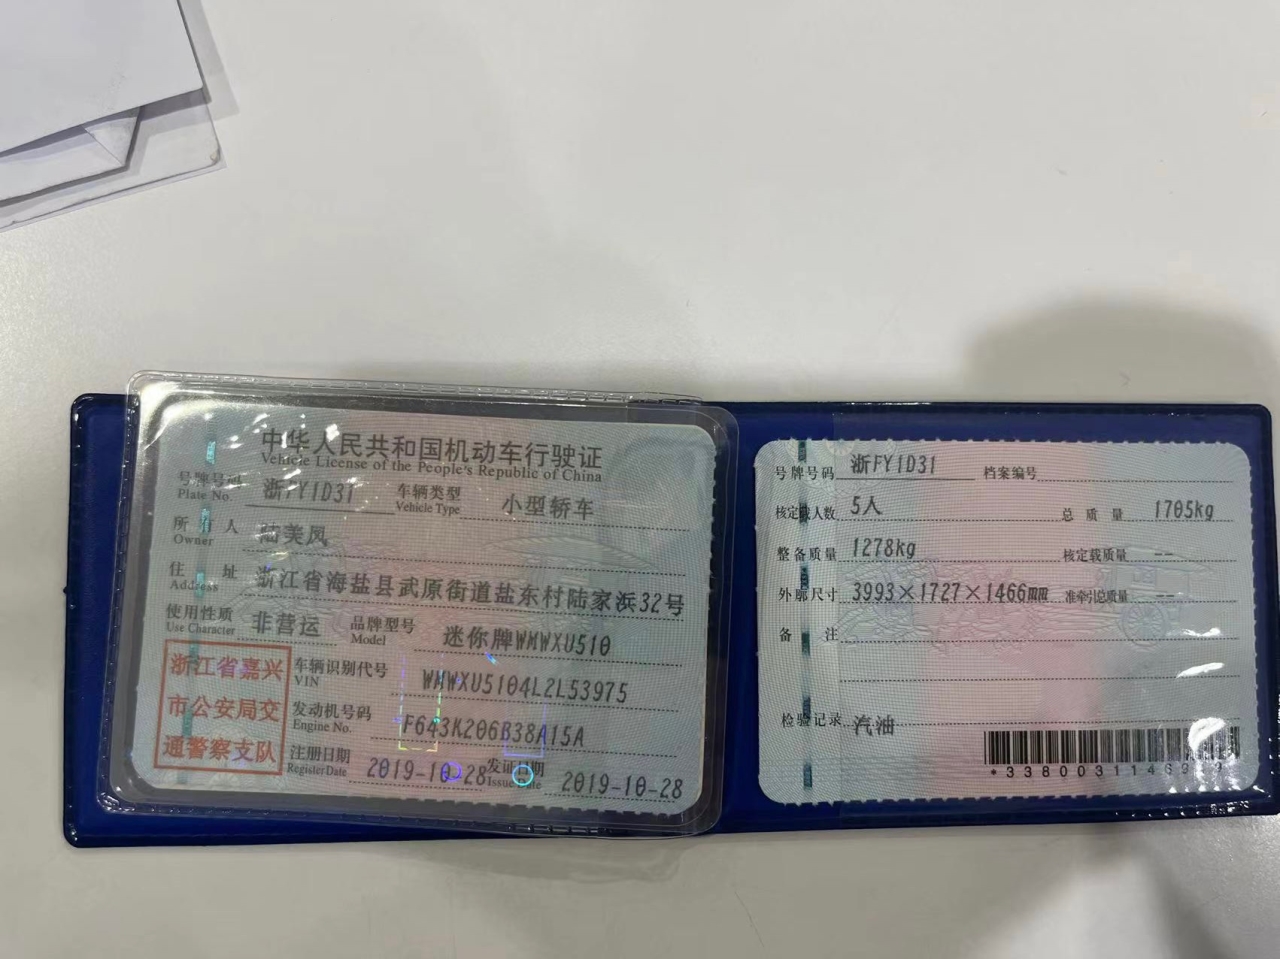 中华人民共和国机动车行驶证
Vehicle License of the People's Republic of China
号牌号码 浙FY1D31 车辆类型 小型轿车
Plate No. Vehicle Type
所有人 陆美凤
Owner
住址 浙江省海盐县武原街道盐东村陆家浜32号
Address
使用性质 非营运 品牌型号 迷你牌WMWXU510
Use Character Model
浙江省嘉兴
市公安局交
通警察支队
车辆识别代号 WMWXU5104L2L53975
VIN
发动机号码 F643K206B38A15A
Engine No.
注册日期 2019-10-28 发证日期 2019-10-28
Register Date Issue Date
号牌号码 浙FY1D31 档案编号
核定载人数 5人 总质量 1705kg
整备质量 1278kg 核定载质量 --
外廓尺寸 3993×1727×1466mm 准牵引总质量 --
备注
检验记录 汽油